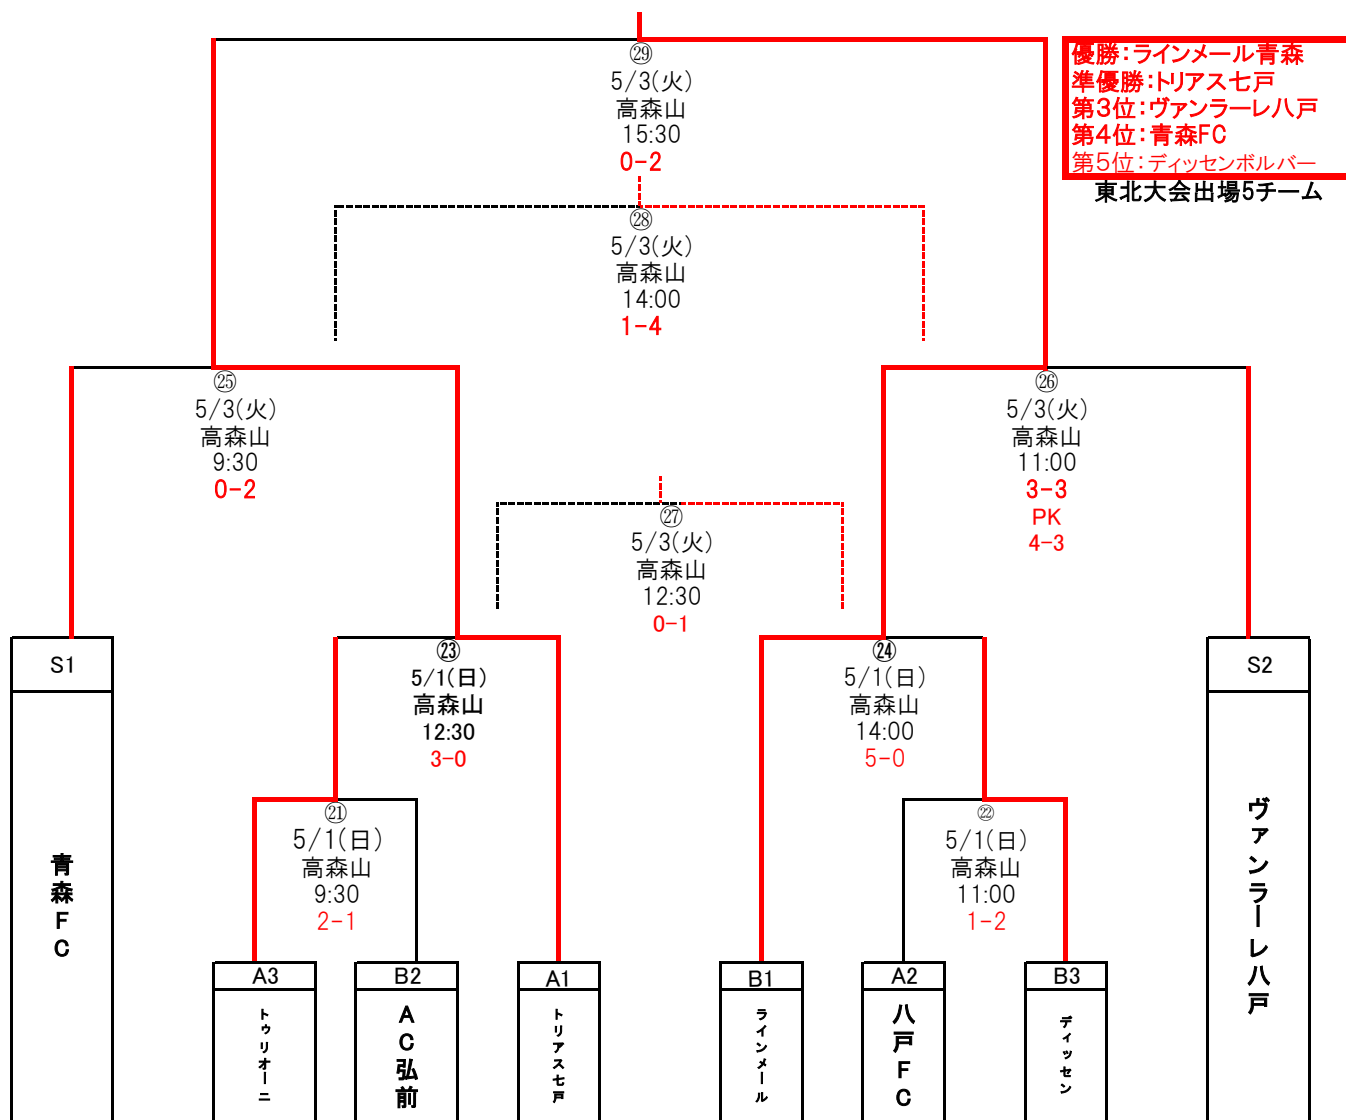 ㉙
5/3(火)
高森山
15:30
0-2
優勝:ラインメール青森
準優勝:トリアス七戸
第3位:ヴァンラーレ八戸
第4位:青森FC
第5位:ディッセンボルバー
東北大会出場5チーム
㉘
5/3(火)
高森山
14:00
1-4
㉕
5/3(火)
高森山
9:30
0-2
㉖
5/3(火)
高森山
11:00
3-3
PK
4-3
㉗
5/3(火)
高森山
12:30
0-1
S1
青森FC
㉓
5/1(日)
高森山
12:30
3-0
㉔
5/1(日)
高森山
14:00
5-0
S2
ヴァンラーレ八戸
㉑
5/1(日)
高森山
9:30
2-1
㉒
5/1(日)
高森山
11:00
1-2
A3
トゥリオーニ
B2
AC弘前
A1
トリアス七戸
B1
ラインメール
A2
八戸FC
B3
ディッセン